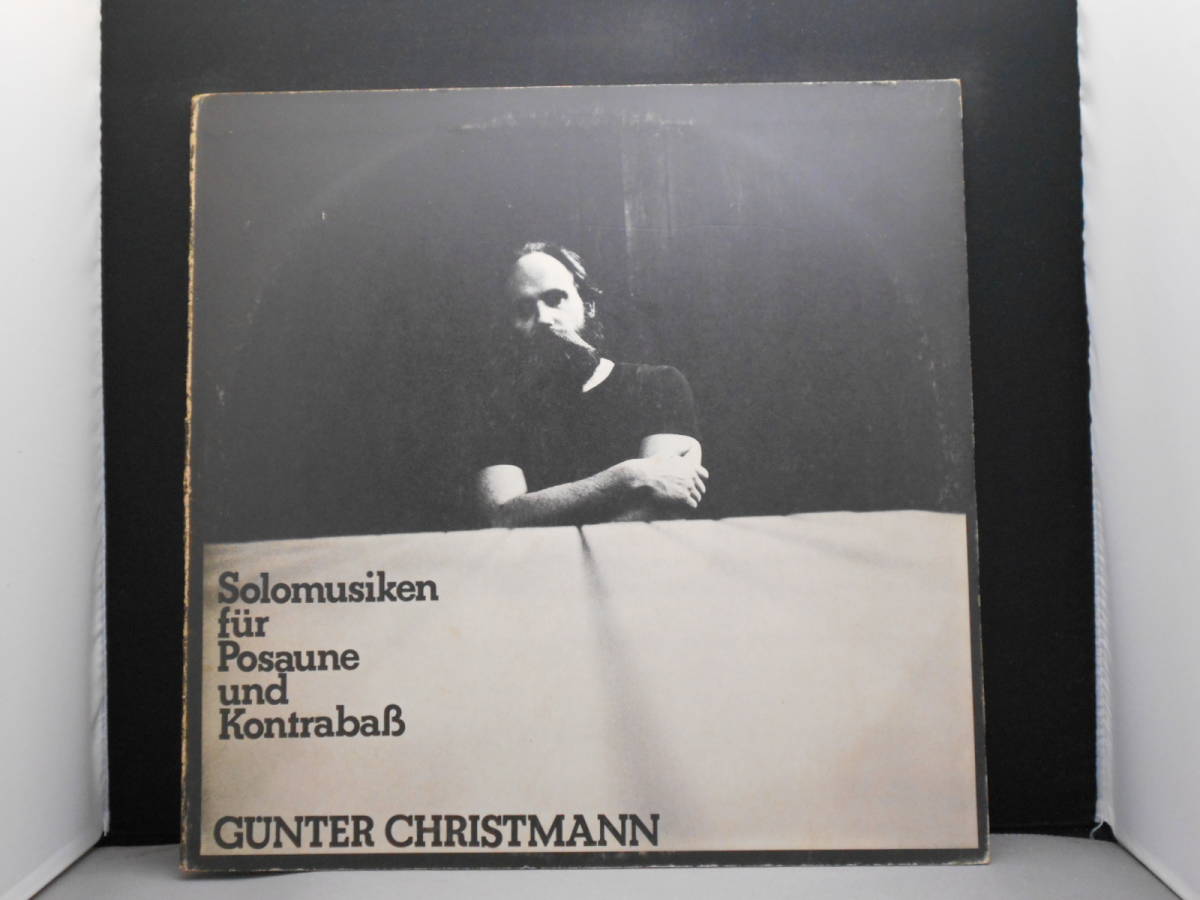 Solomusiken
für
Posaune
und
Kontrabaß
GÜNTER CHRISTMANN